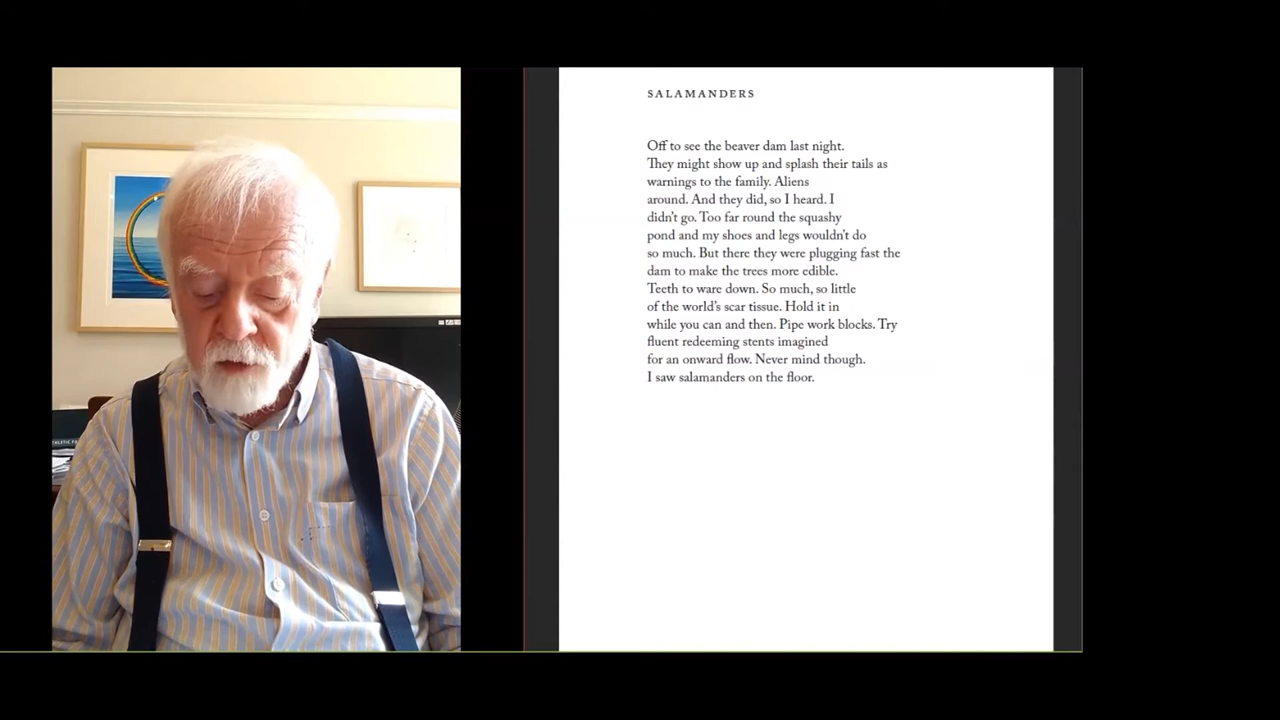 SALAMANDERS
Off to see the beaver dam last night.
They might show up and splash their tails as
warnings to the family. Aliens
around. And they did, so I heard. I
didn't go. Too far round the squashy
pond and my shoes and legs wouldn't do
so much. But there they were plugging fast the
dam to make the trees more edible.
Teeth to ware down. So much, so little
of the world's scar tissue. Hold it in
while you can and then. Pipe work blocks. Try
fluent redeeming stents imagined
for an onward flow. Never mind though.
I saw salamanders on the floor.